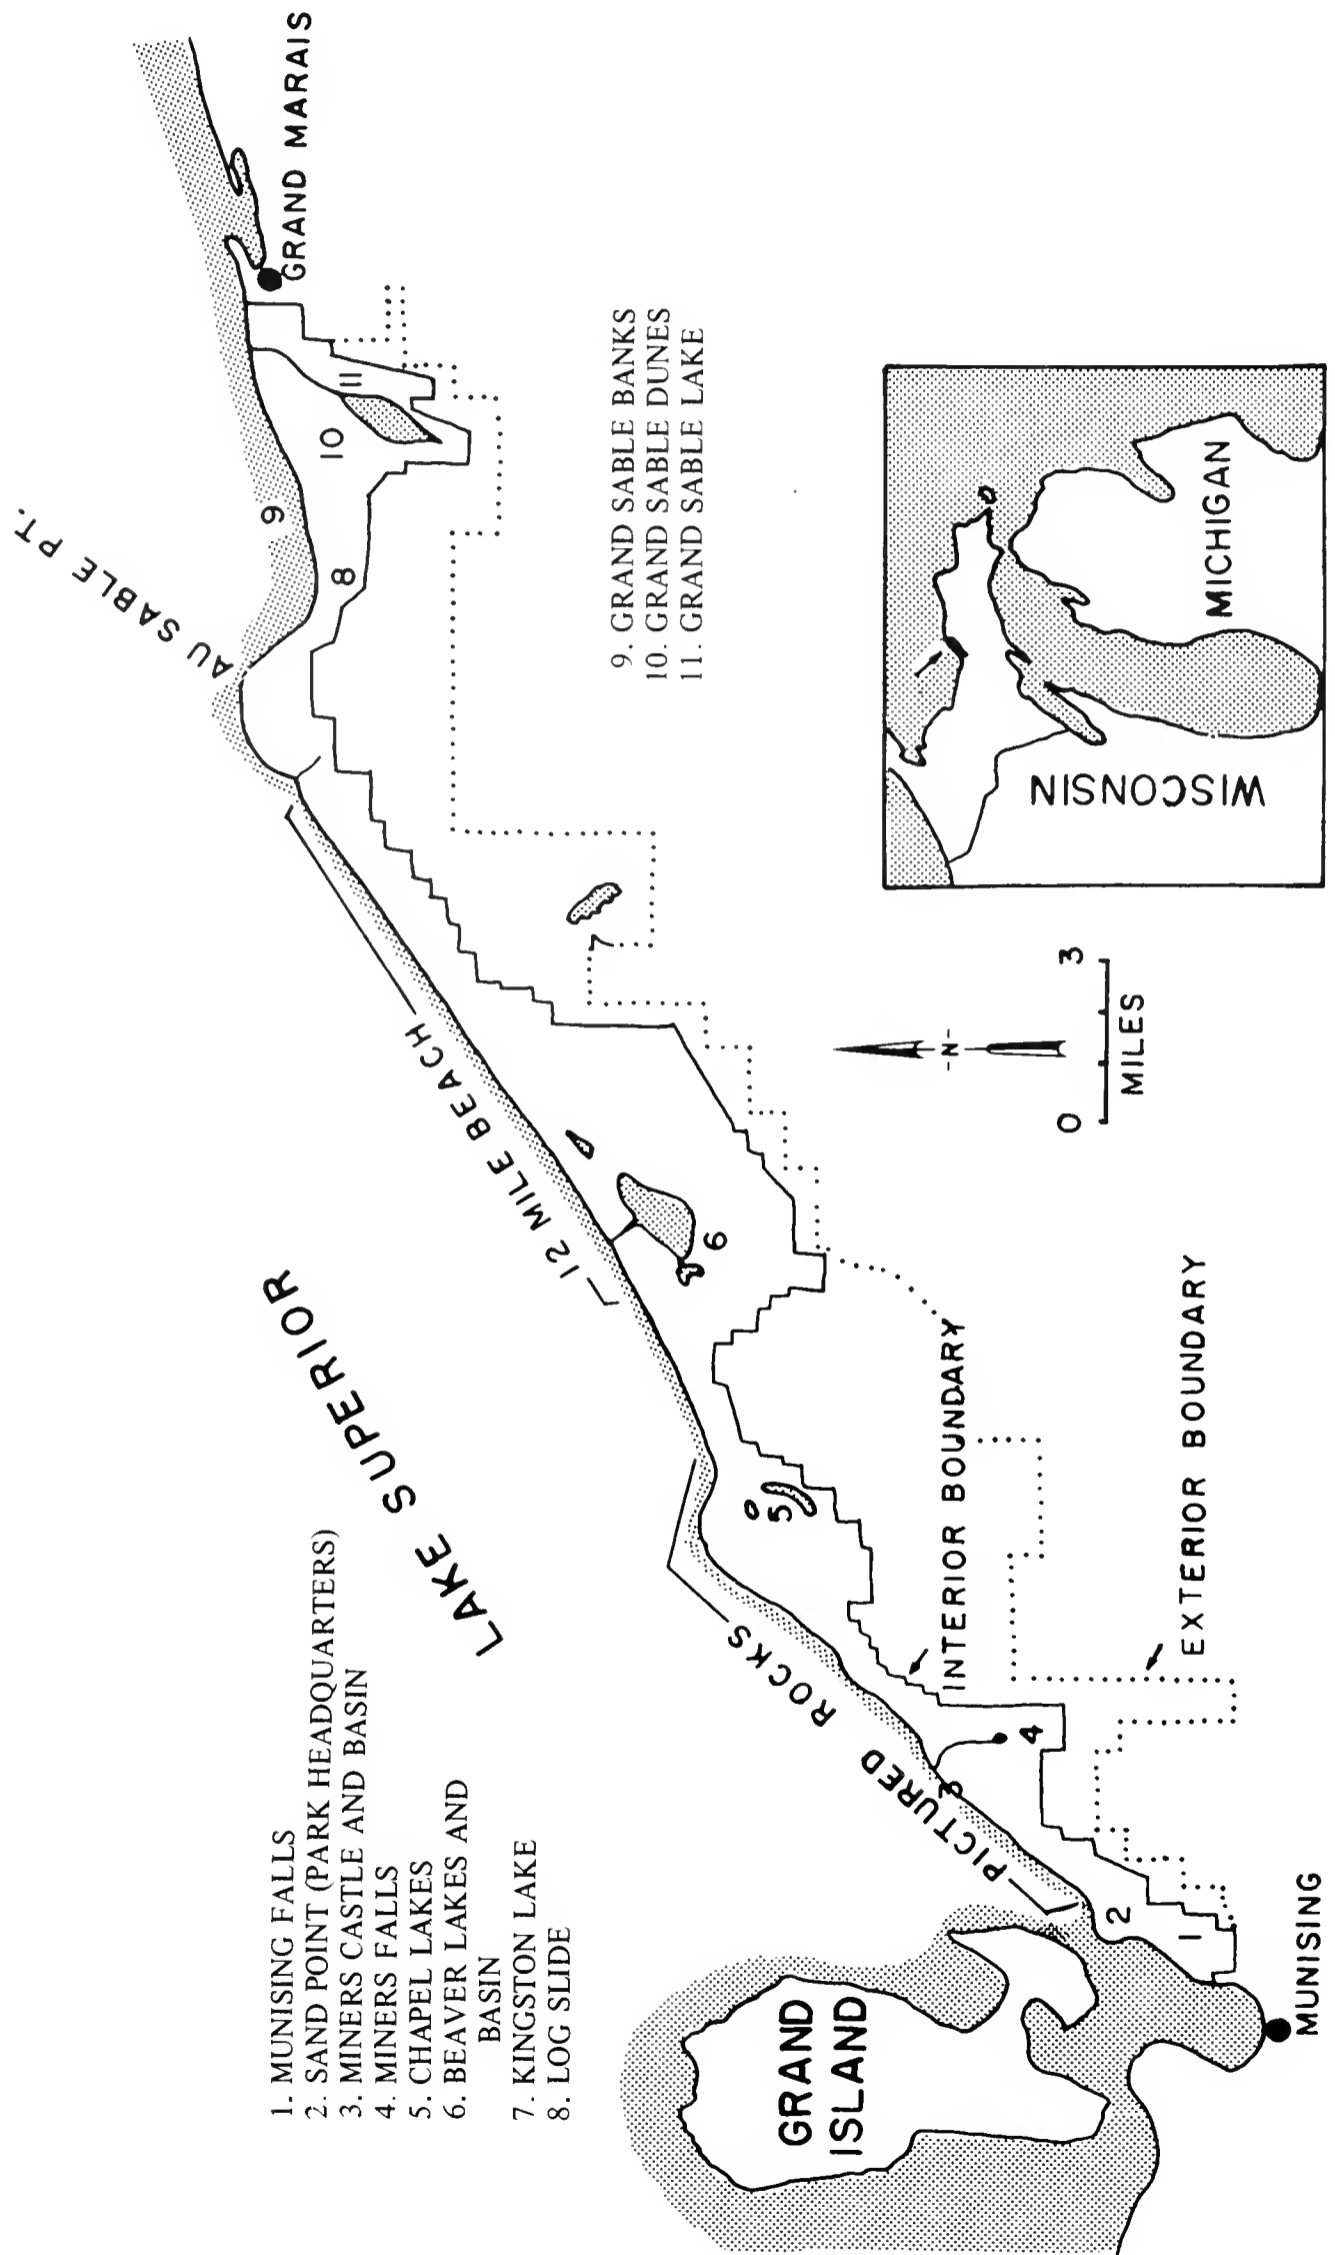 1. MUNISING FALLS
2. SAND POINT (PARK HEADQUARTERS)
3. MINERS CASTLE AND BASIN
4. MINERS FALLS
5. CHAPEL LAKES
6. BEAVER LAKES AND
BASIN
7. KINGSTON LAKE
8. LOG SLIDE
9. GRAND SABLE BANKS
10. GRAND SABLE DUNES
11. GRAND SABLE LAKE
LAKE SUPERIOR
AU SABLE PT.
GRAND MARAIS
12 MILE BEACH
PICTURED ROCKS
GRAND
ISLAND
MUNISING
INTERIOR BOUNDARY
EXTERIOR BOUNDARY
1
2
3
4
5
6
7
8
9
10
11
-N-
0 3
MILES
WISCONSIN
MICHIGAN